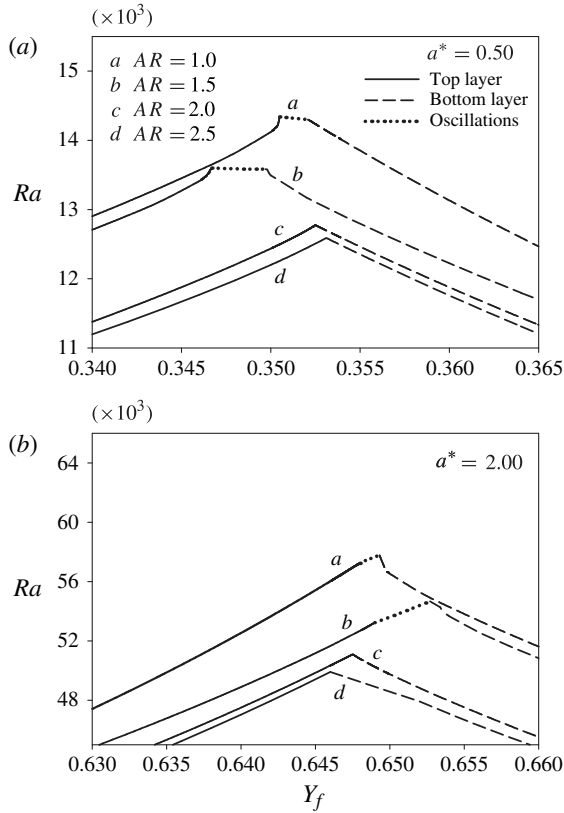 (×10³)
(a)
15
14
13
12
11
Ra
a AR = 1.0
b AR = 1.5
c AR = 2.0
d AR = 2.5
a* = 0.50
Top layer
Bottom layer
Oscillations
a
b
c
d
0.340 0.345 0.350 0.355 0.360 0.365
(×10³)
(b)
64
60
56
52
48
Ra
a* = 2.00
a
b
c
d
0.630 0.635 0.640 0.645 0.650 0.655 0.660
Y_f